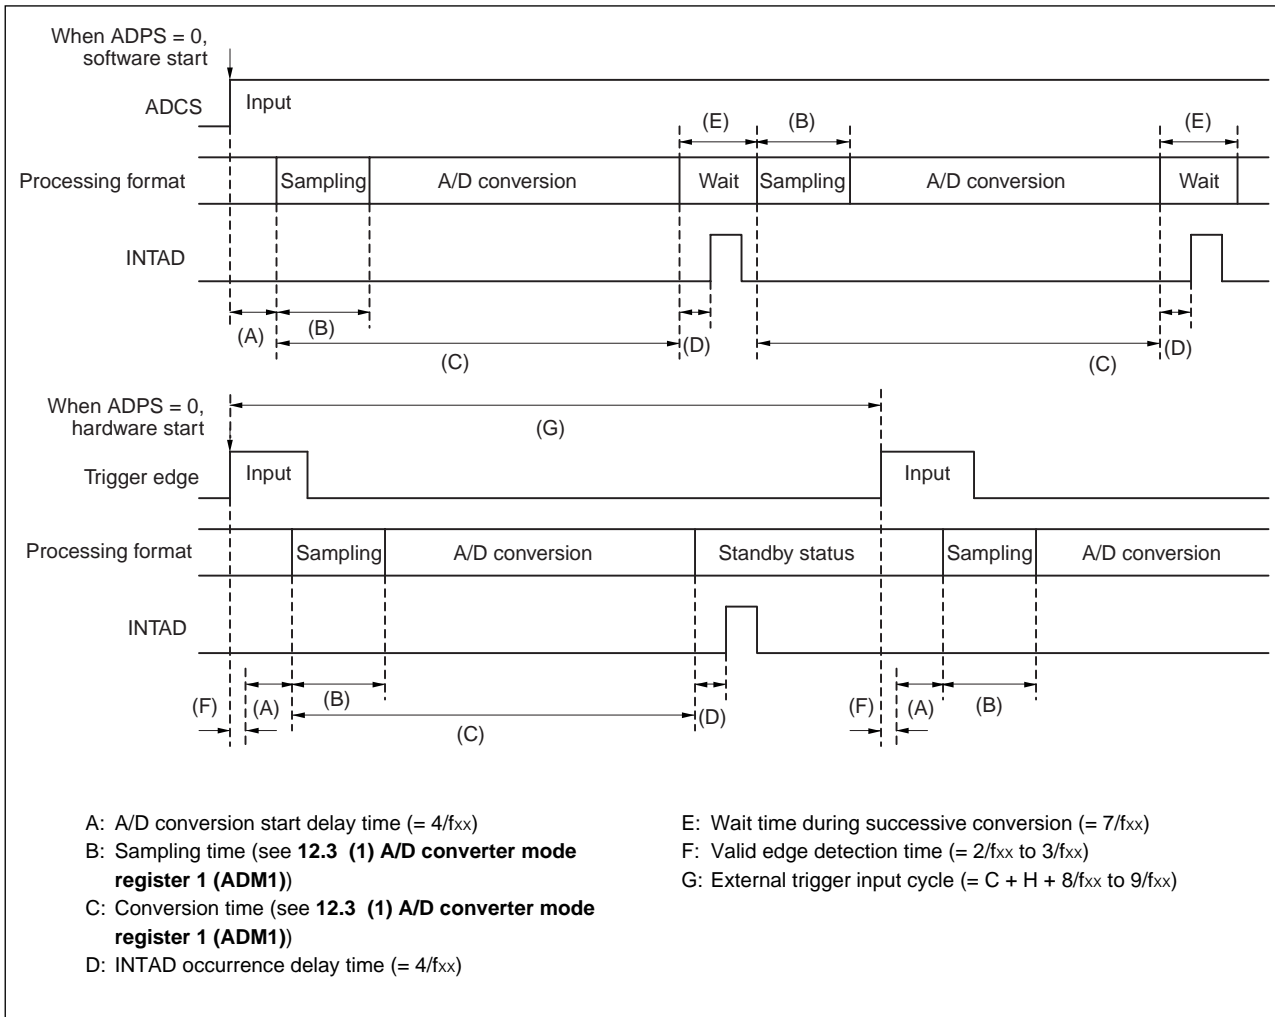 When ADPS = 0,
software start
ADCS
Input
(E)
(B)
(E)
Processing format
Sampling
A/D conversion
Wait
Sampling
A/D conversion
Wait
INTAD
(A)
(B)
(D)
(D)
(C)
(C)
When ADPS = 0,
hardware start
(G)
Trigger edge
Input
Input
Processing format
Sampling
A/D conversion
Standby status
Sampling
A/D conversion
INTAD
(F)
(A)
(B)
(D)
(F)
(A)
(B)
(C)
A: A/D conversion start delay time (= 4/fxx)
B: Sampling time (see 12.3 (1) A/D converter mode
register 1 (ADM1))
C: Conversion time (see 12.3 (1) A/D converter mode
register 1 (ADM1))
D: INTAD occurrence delay time (= 4/fxx)
E: Wait time during successive conversion (= 7/fxx)
F: Valid edge detection time (= 2/fxx to 3/fxx)
G: External trigger input cycle (= C + H + 8/fxx to 9/fxx)